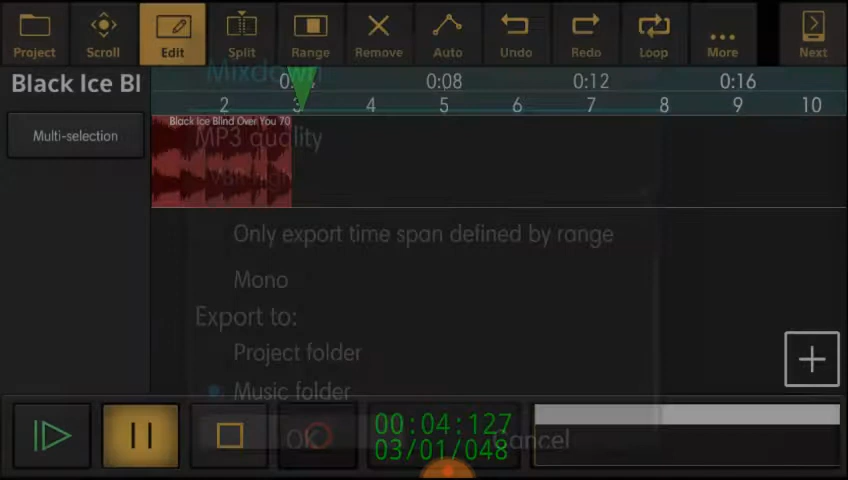 Project Scroll Edit Split Range Remove Auto Undo Redo Loop More Next
Black Ice Bl
0:08 0:12 0:16
2 3 4 5 6 7 8 9 10
Multi-selection
Black Ice Blind Over You 70
Mixdown
MP3 quality
Only export time span defined by range
Mono
Export to:
Project folder
Music folder
OK Cancel
00:04:127
03/01/048